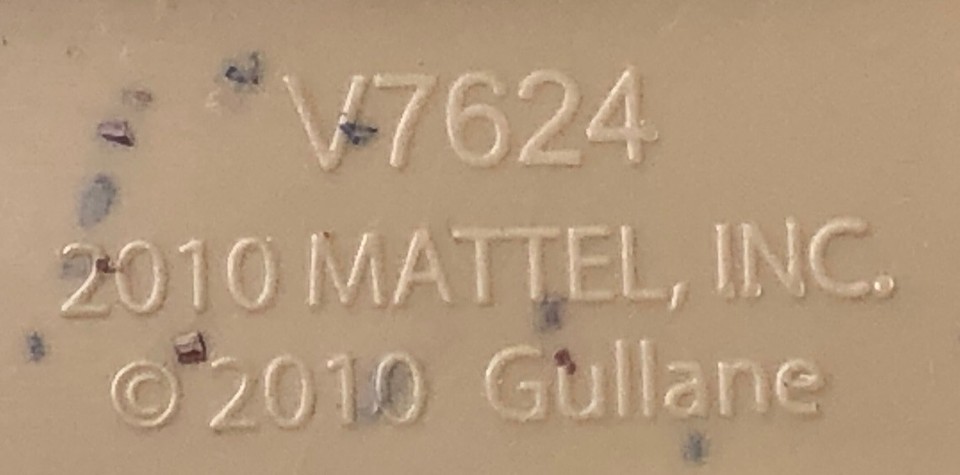 V7624
2010 MATTEL, INC.
© 2010 Gullane